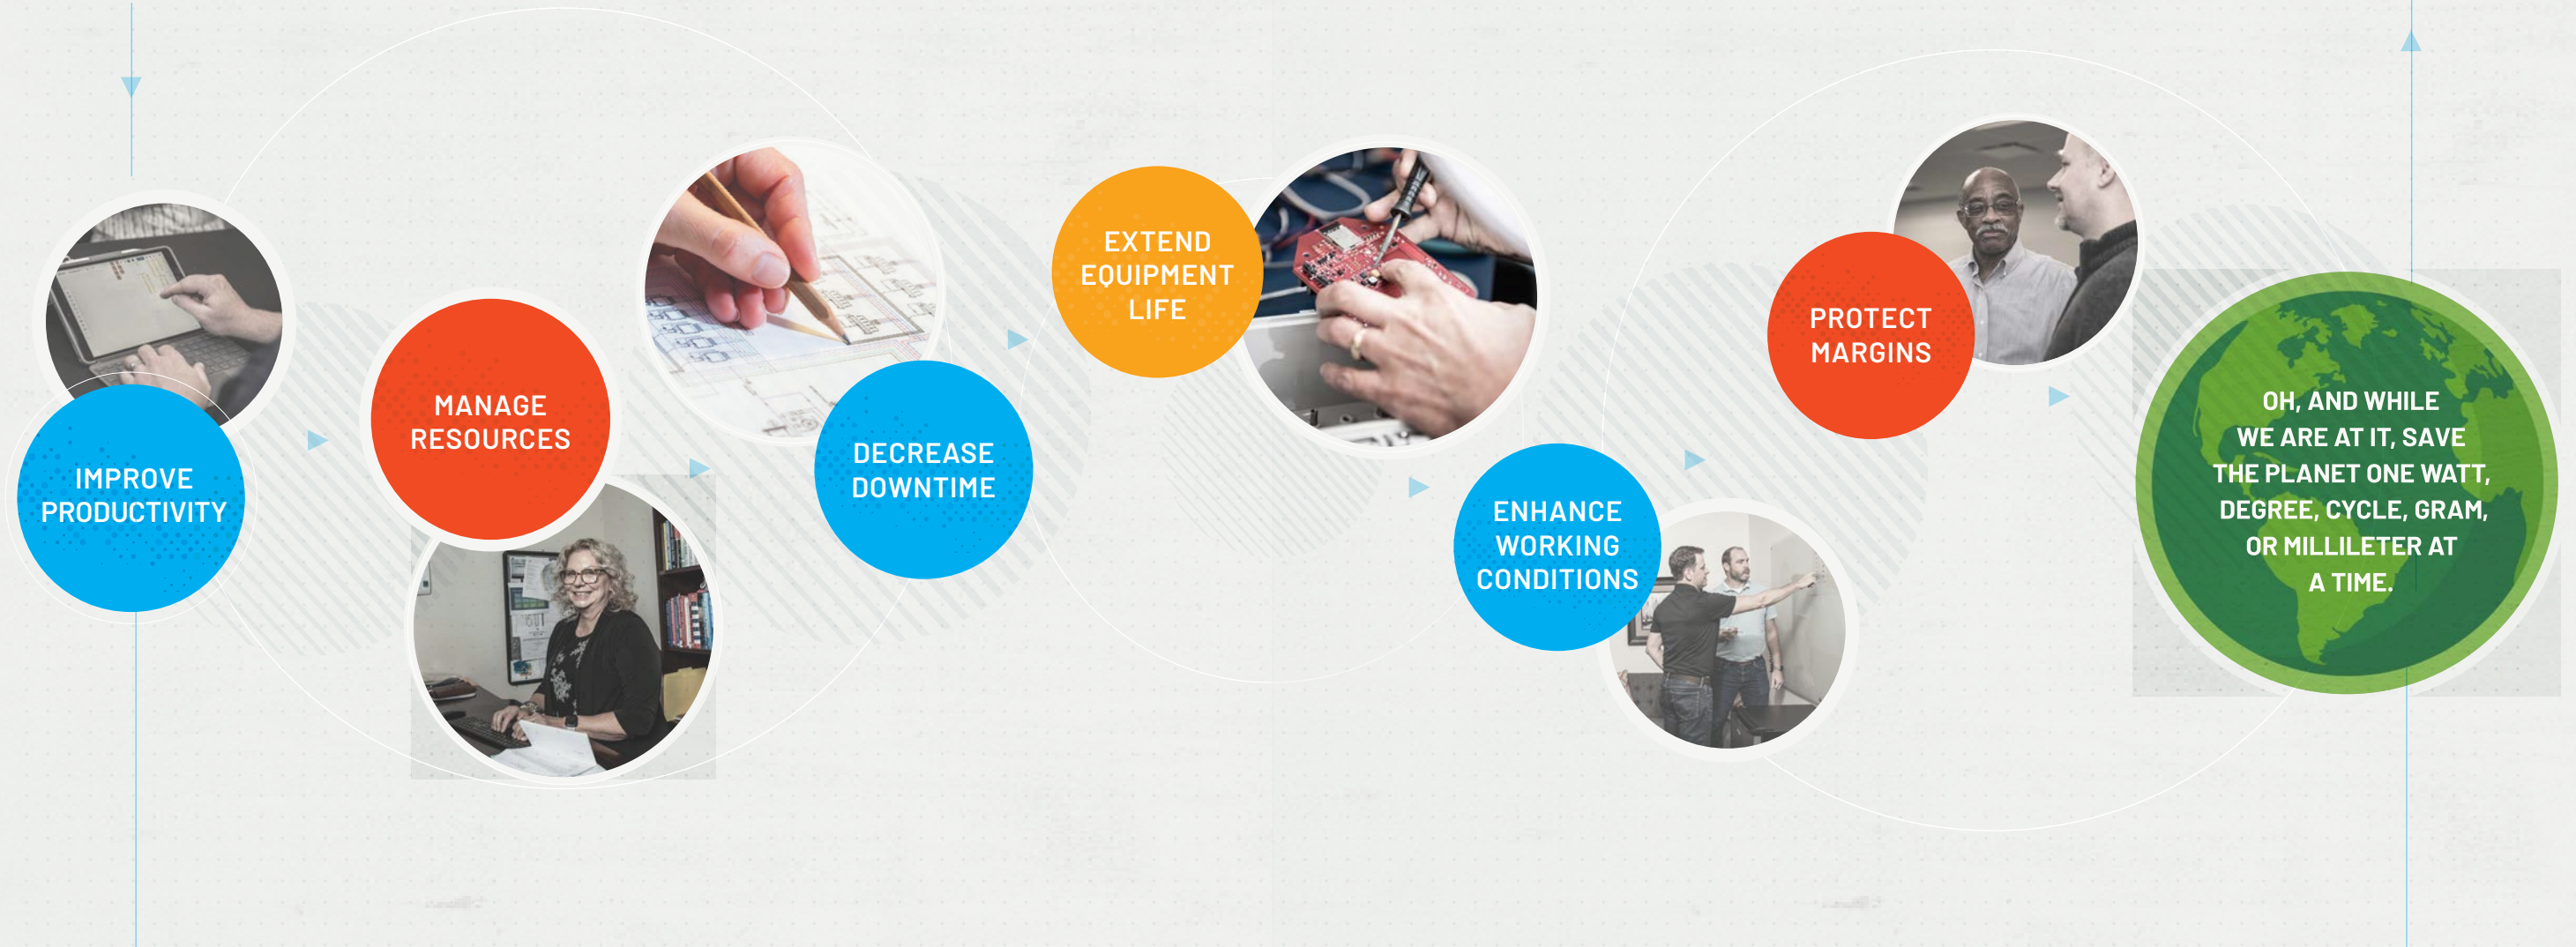 IMPROVE
PRODUCTIVITY
MANAGE
RESOURCES
DECREASE
DOWNTIME
EXTEND
EQUIPMENT
LIFE
ENHANCE
WORKING
CONDITIONS
PROTECT
MARGINS
OH, AND WHILE
WE ARE AT IT, SAVE
THE PLANET ONE WATT,
DEGREE, CYCLE, GRAM,
OR MILLILETER AT
A TIME.